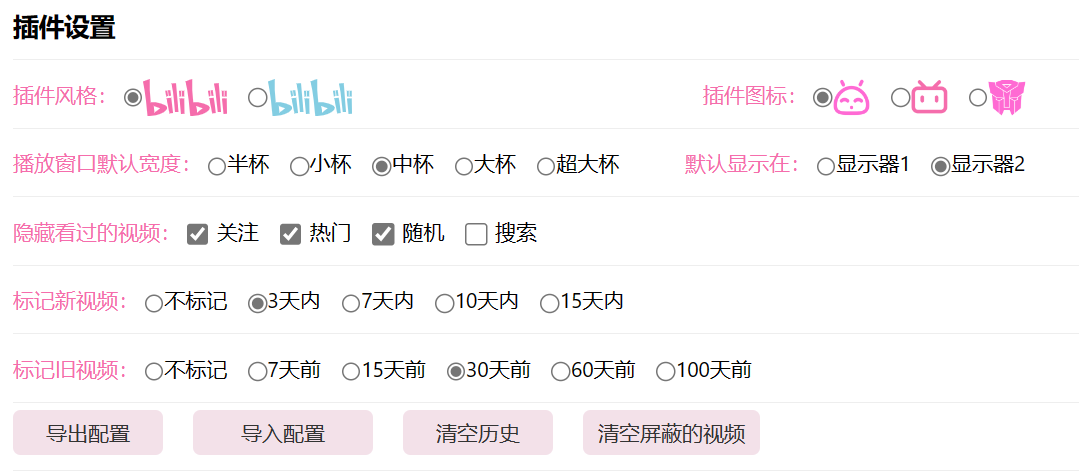 插件设置
插件风格： bilibili bilibili 插件图标：
播放窗口默认宽度： 半杯 小杯 中杯 大杯 超大杯 默认显示在： 显示器1 显示器2
隐藏看过的视频： 关注 热门 随机 搜索
标记新视频： 不标记 3天内 7天内 10天内 15天内
标记旧视频： 不标记 7天前 15天前 30天前 60天前 100天前
导出配置 导入配置 清空历史 清空屏蔽的视频